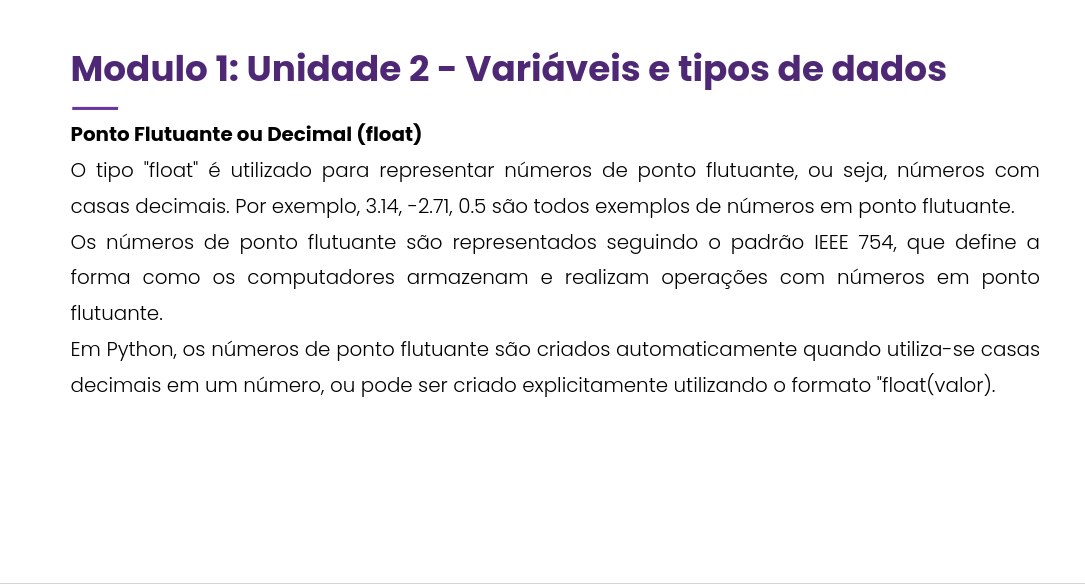 Modulo 1: Unidade 2 - Variáveis e tipos de dados
Ponto Flutuante ou Decimal (float)
O tipo "float" é utilizado para representar números de ponto flutuante, ou seja, números com
casas decimais. Por exemplo, 3.14, -2.71, 0.5 são todos exemplos de números em ponto flutuante.
Os números de ponto flutuante são representados seguindo o padrão IEEE 754, que define a
forma como os computadores armazenam e realizam operações com números em ponto
flutuante.
Em Python, os números de ponto flutuante são criados automaticamente quando utiliza-se casas
decimais em um número, ou pode ser criado explicitamente utilizando o formato "float(valor).